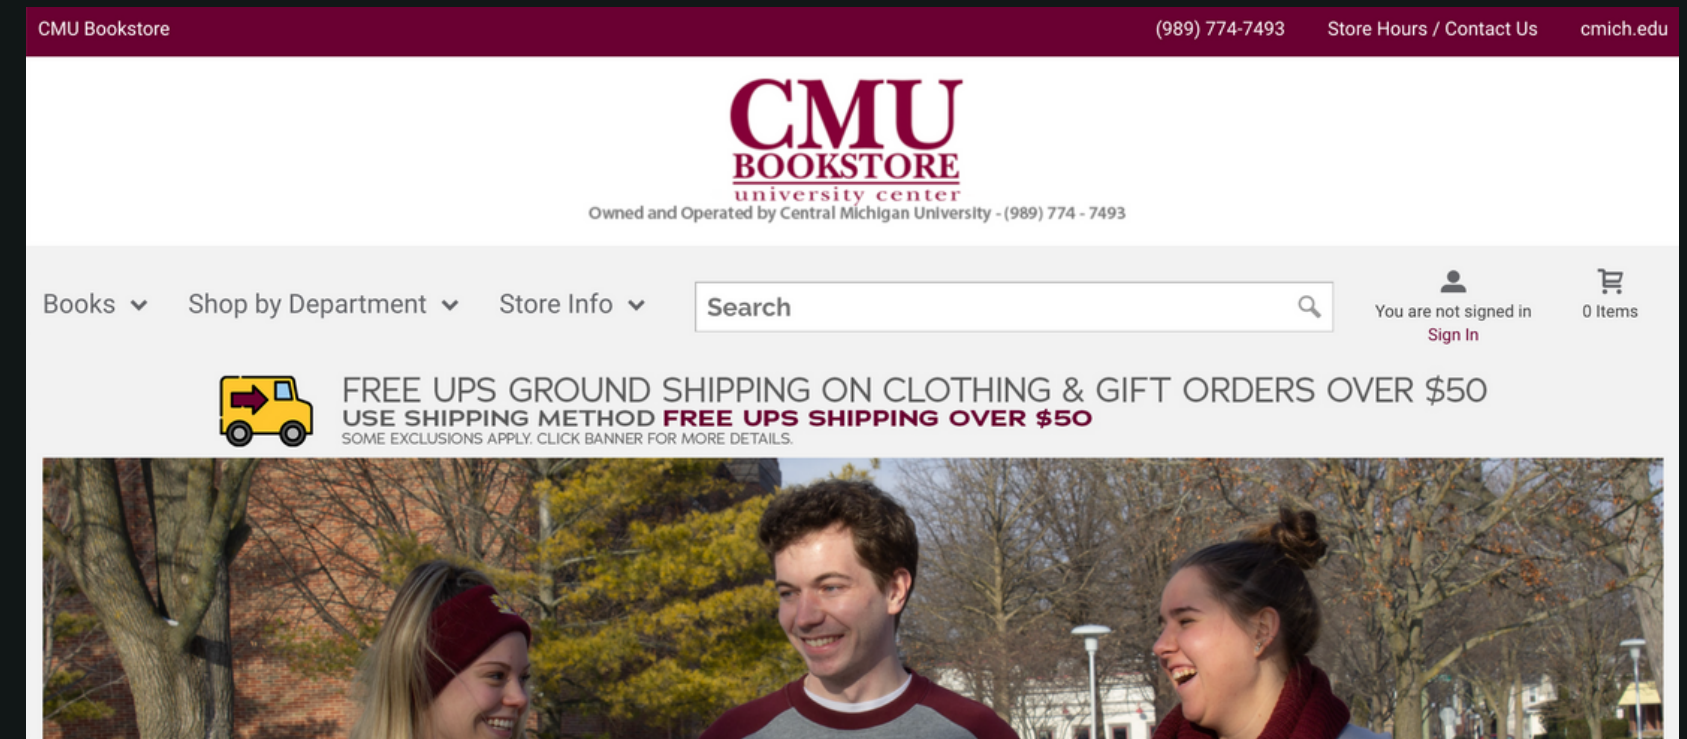 CMU Bookstore (989) 774-7493 Store Hours / Contact Us cmich.edu
CMU
BOOKSTORE
university center
Owned and Operated by Central Michigan University - (989) 774 - 7493
Books Shop by Department Store Info Search
You are not signed in
Sign In
0 Items
FREE UPS GROUND SHIPPING ON CLOTHING & GIFT ORDERS OVER $50
USE SHIPPING METHOD FREE UPS SHIPPING OVER $50
SOME EXCLUSIONS APPLY. CLICK BANNER FOR MORE DETAILS.